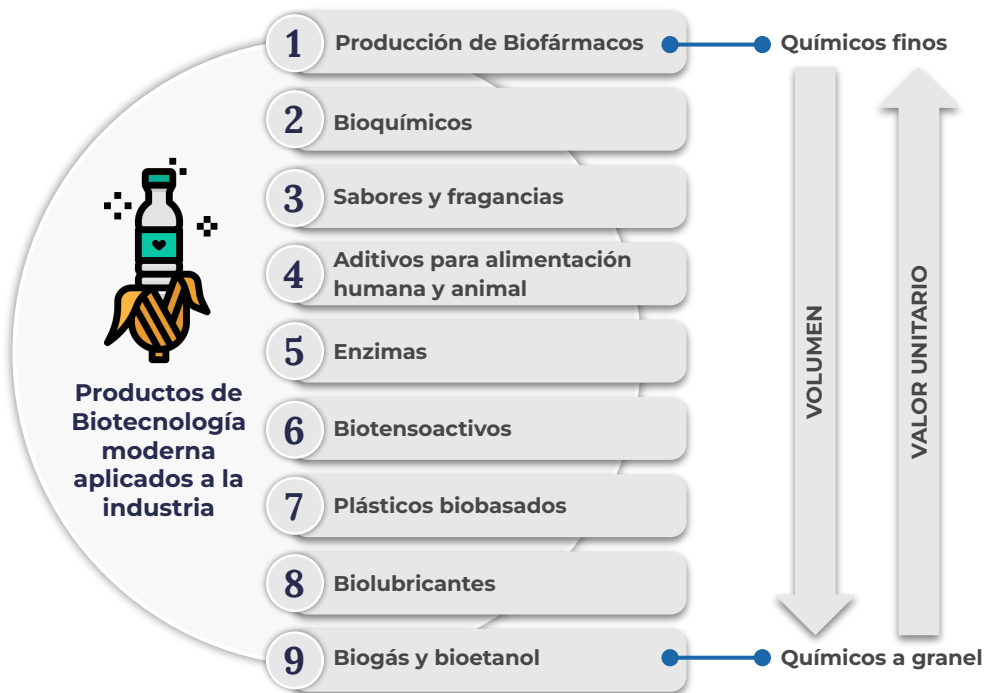 1 Producción de Biofármacos
Químicos finos
2 Bioquímicos
3 Sabores y fragancias
4 Aditivos para alimentación
humana y animal
5 Enzimas
6 Biotensoactivos
7 Plásticos biobasados
8 Biolubricantes
9 Biogás y bioetanol
Químicos a granel
Productos de
Biotecnología
moderna
aplicados a la
industria
VOLUMEN
VALOR UNITARIO